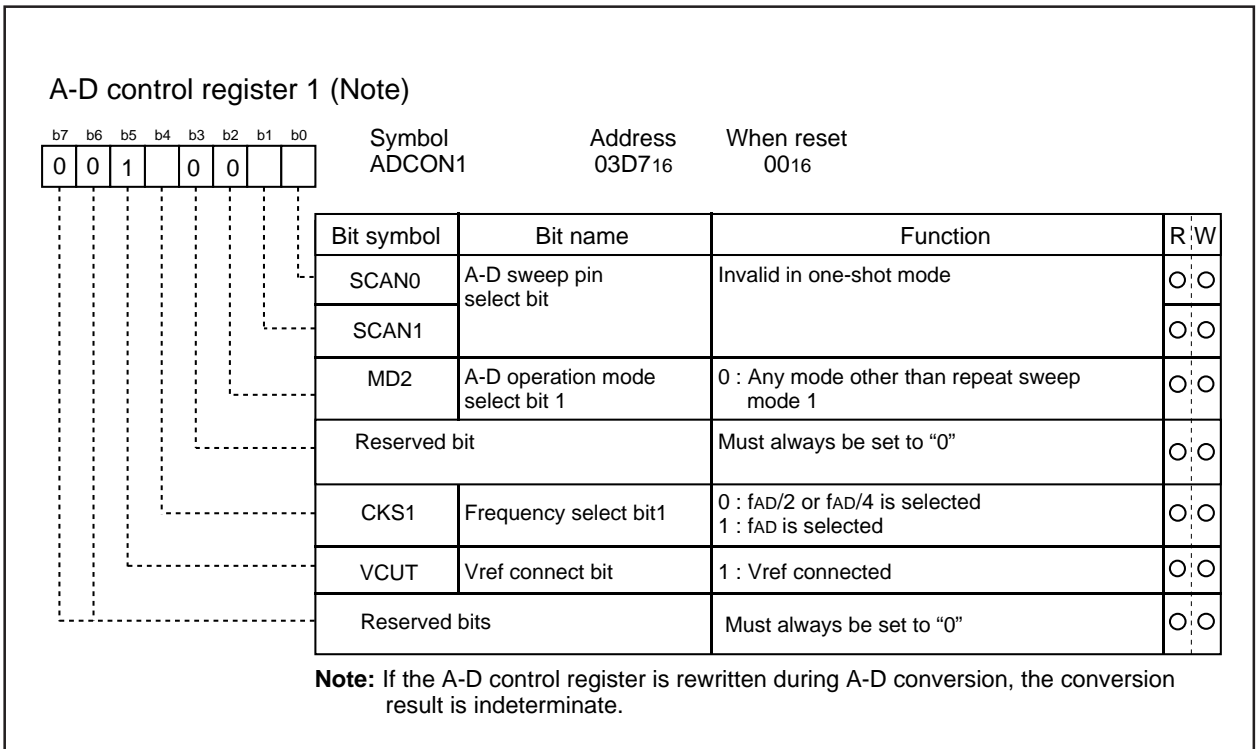 A-D control register 1 (Note)
b7 b6 b5 b4 b3 b2 b1 b0
0 0 1 0 0
Symbol Address When reset
ADCON1 03D716 0016
Bit symbol Bit name Function R W
SCAN0 A-D sweep pin select bit Invalid in one-shot mode O O
SCAN1 O O
MD2 A-D operation mode select bit 1 0 : Any mode other than repeat sweep mode 1 O O
Reserved bit Must always be set to “0” O O
CKS1 Frequency select bit1 0 : fAD/2 or fAD/4 is selected
1 : fAD is selected O O
VCUT Vref connect bit 1 : Vref connected O O
Reserved bits Must always be set to “0” O O
Note: If the A-D control register is rewritten during A-D conversion, the conversion
result is indeterminate.